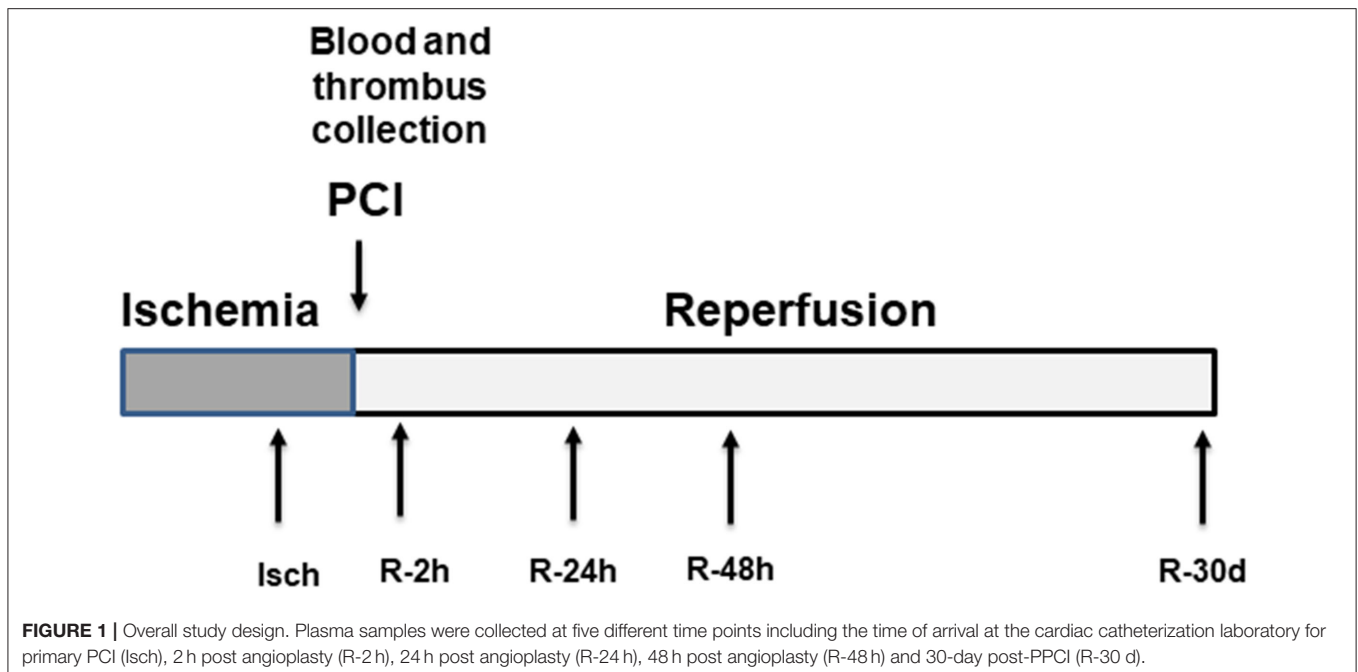 Blood and
thrombus
collection
PCI
Ischemia
Reperfusion
Isch
R-2h
R-24h
R-48h
R-30d
FIGURE 1 | Overall study design. Plasma samples were collected at five different time points including the time of arrival at the cardiac catheterization laboratory for
primary PCI (Isch), 2 h post angioplasty (R-2 h), 24 h post angioplasty (R-24 h), 48 h post angioplasty (R-48 h) and 30-day post-PPCI (R-30 d).